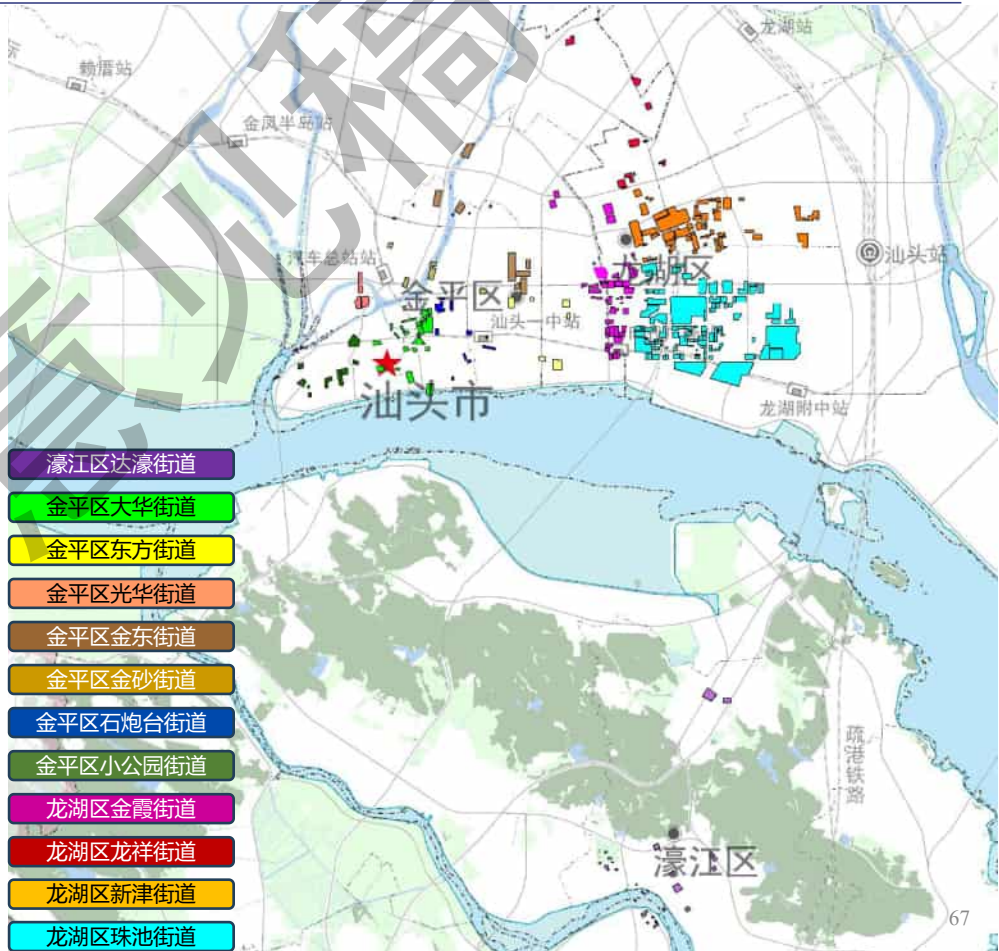 龙湖站
赖厝站
金凤半岛站
汽车总站站
龙湖区
汕头站
金平区
汕头一中站
汕头市
龙湖附中站
濠江区达濠街道
金平区大华街道
金平区东方街道
金平区光华街道
金平区金东街道
金平区金砂街道
金平区石炮台街道
金平区小公园街道
龙湖区金霞街道
龙湖区龙祥街道
龙湖区新津街道
龙湖区珠池街道
疏港铁路
濠江区
67
意见稿